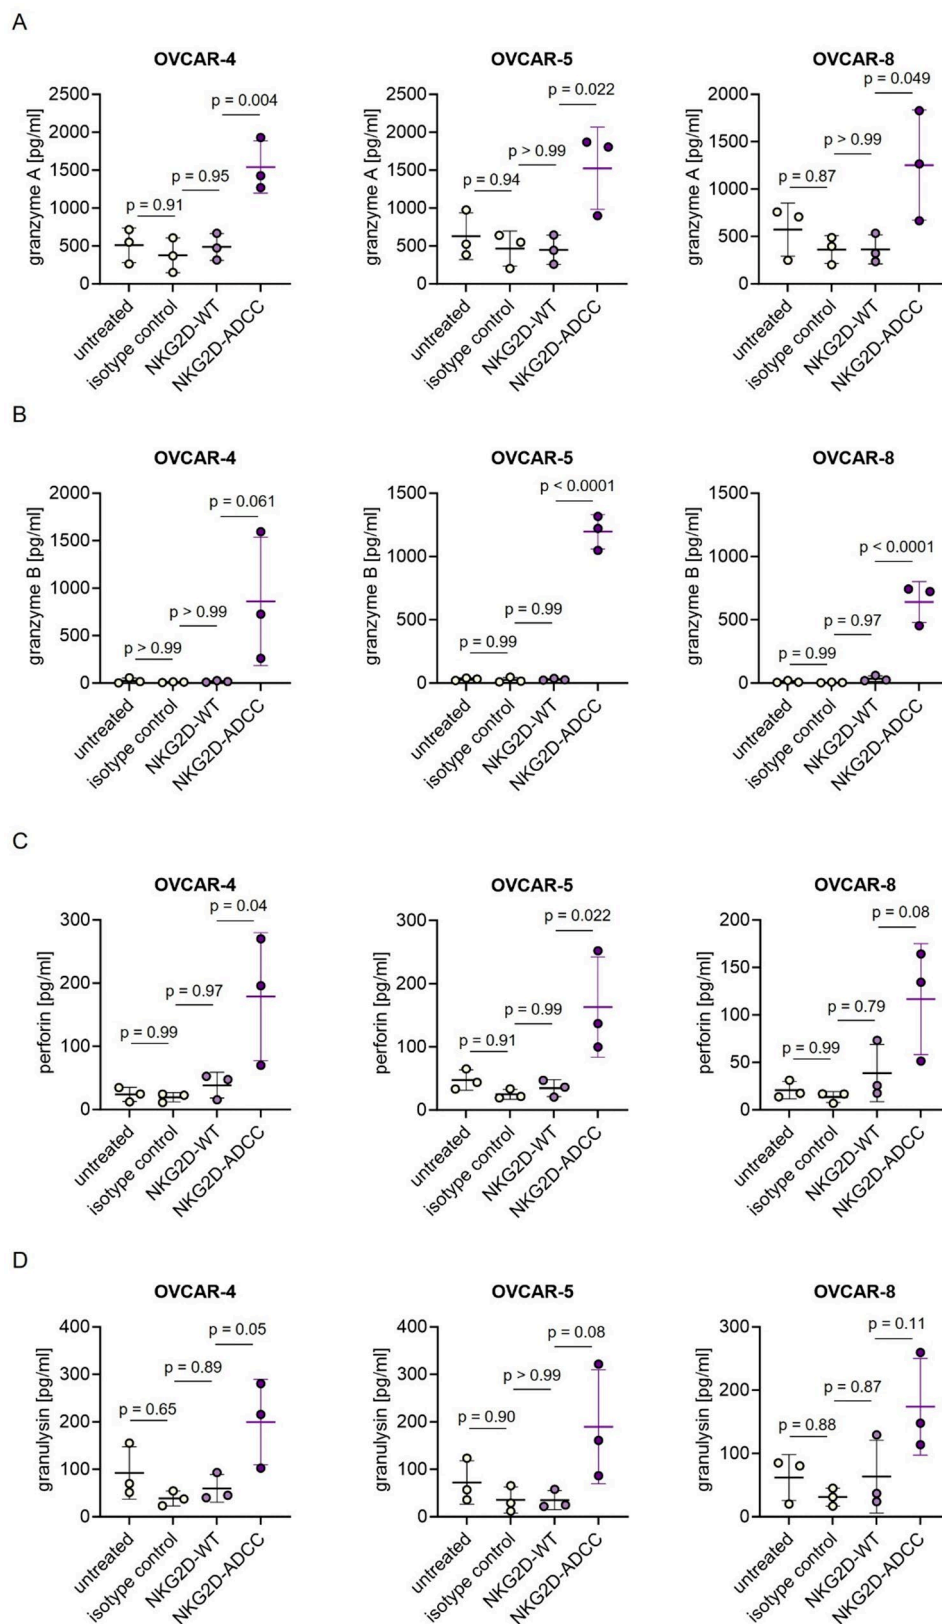 A
OVCAR-4
OVCAR-5
OVCAR-8
granzyme A [pg/ml]
2500
2000
1500
1000
500
0
p = 0.91
p = 0.95
p = 0.004
untreated
isotype control
NKG2D-WT
NKG2D-ADCC
granzyme A [pg/ml]
2500
2000
1500
1000
500
0
p = 0.94
p > 0.99
p = 0.022
untreated
isotype control
NKG2D-WT
NKG2D-ADCC
granzyme A [pg/ml]
2000
1500
1000
500
0
p = 0.87
p > 0.99
p = 0.049
untreated
isotype control
NKG2D-WT
NKG2D-ADCC
B
OVCAR-4
OVCAR-5
OVCAR-8
granzyme B [pg/ml]
2000
1500
1000
500
0
p > 0.99
p > 0.99
p = 0.061
untreated
isotype control
NKG2D-WT
NKG2D-ADCC
granzyme B [pg/ml]
1500
1000
500
0
p = 0.99
p = 0.99
p < 0.0001
untreated
isotype control
NKG2D-WT
NKG2D-ADCC
granzyme B [pg/ml]
1500
1000
500
0
p = 0.99
p = 0.97
p < 0.0001
untreated
isotype control
NKG2D-WT
NKG2D-ADCC
C
OVCAR-4
OVCAR-5
OVCAR-8
perforin [pg/ml]
300
200
100
0
p = 0.99
p = 0.97
p = 0.04
untreated
isotype control
NKG2D-WT
NKG2D-ADCC
perforin [pg/ml]
300
200
100
0
p = 0.91
p = 0.99
p = 0.022
untreated
isotype control
NKG2D-WT
NKG2D-ADCC
perforin [pg/ml]
200
150
100
50
0
p = 0.99
p = 0.79
p = 0.08
untreated
isotype control
NKG2D-WT
NKG2D-ADCC
D
OVCAR-4
OVCAR-5
OVCAR-8
granulysin [pg/ml]
400
300
200
100
0
p = 0.65
p = 0.89
p = 0.05
untreated
isotype control
NKG2D-WT
NKG2D-ADCC
granulysin [pg/ml]
400
300
200
100
0
p = 0.90
p > 0.99
p = 0.08
untreated
isotype control
NKG2D-WT
NKG2D-ADCC
granulysin [pg/ml]
300
200
100
0
p = 0.88
p = 0.87
p = 0.11
untreated
isotype control
NKG2D-WT
NKG2D-ADCC